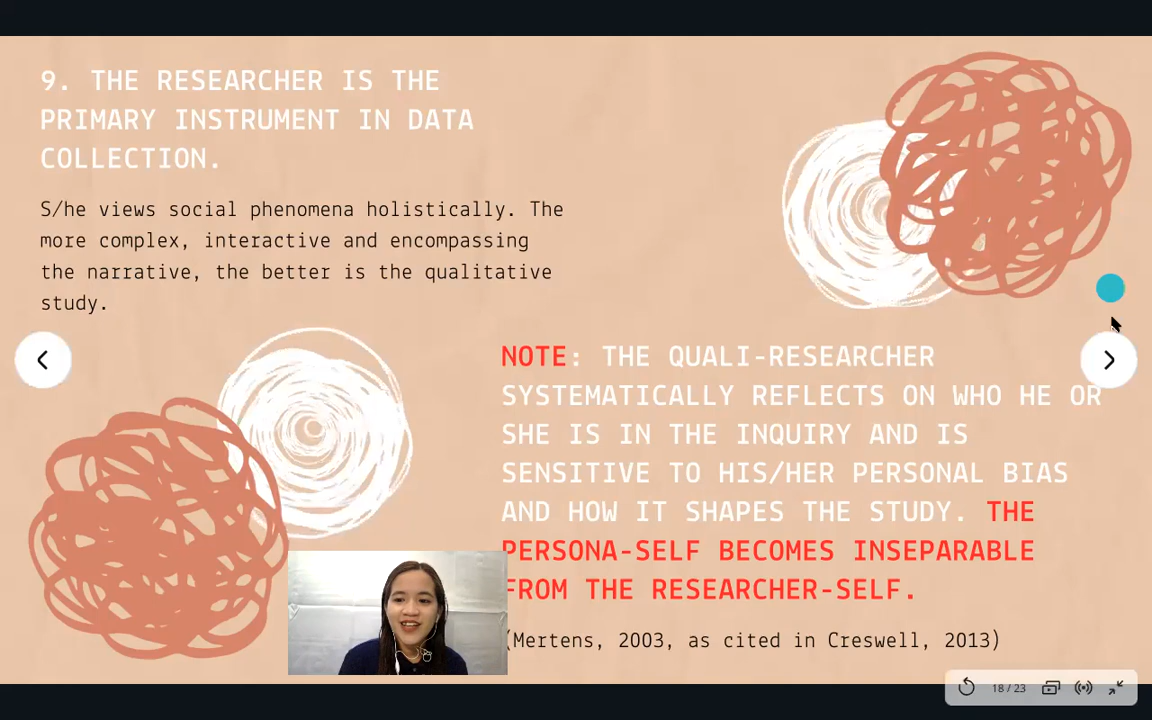 9. THE RESEARCHER IS THE
PRIMARY INSTRUMENT IN DATA
COLLECTION.
S/he views social phenomena holistically. The
more complex, interactive and encompassing
the narrative, the better is the qualitative
study.
NOTE: THE QUALI-RESEARCHER
SYSTEMATICALLY REFLECTS ON WHO HE OR
SHE IS IN THE INQUIRY AND IS
SENSITIVE TO HIS/HER PERSONAL BIAS
AND HOW IT SHAPES THE STUDY. THE
PERSONA-SELF BECOMES INSEPARABLE
FROM THE RESEARCHER-SELF.
(Mertens, 2003, as cited in Creswell, 2013)
18 / 23